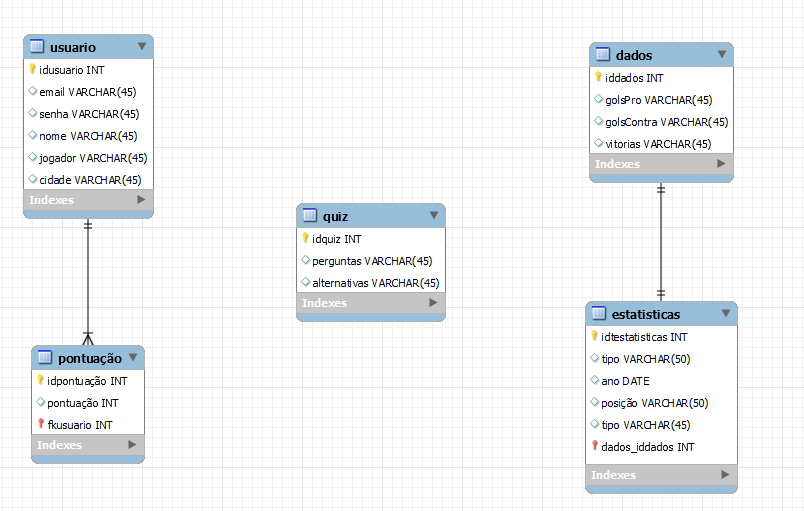 usuario
idusuario INT
email VARCHAR(45)
senha VARCHAR(45)
nome VARCHAR(45)
jogador VARCHAR(45)
cidade VARCHAR(45)
Indexes
pontuação
idpontuação INT
pontuação INT
fkusuario INT
Indexes
quiz
idquiz INT
perguntas VARCHAR(45)
alternativas VARCHAR(45)
Indexes
dados
iddados INT
golsPro VARCHAR(45)
golsContra VARCHAR(45)
vitorias VARCHAR(45)
Indexes
estatisticas
idtestatisticas INT
tipo VARCHAR(50)
ano DATE
posição VARCHAR(50)
tipo VARCHAR(45)
dados_iddados INT
Indexes